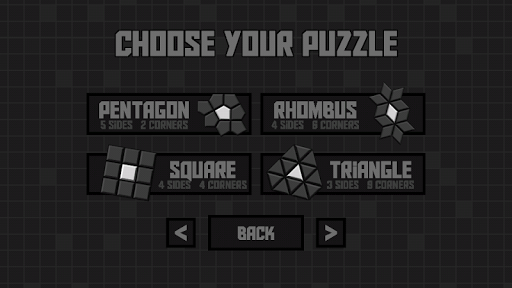 CHOOSE YOUR PUZZLE
PENTAGON
5 SIDES 2 CORNERS
RHOMBUS
4 SIDES 6 CORNERS
SQUARE
4 SIDES 4 CORNERS
TRIANGLE
3 SIDES 9 CORNERS
< BACK >